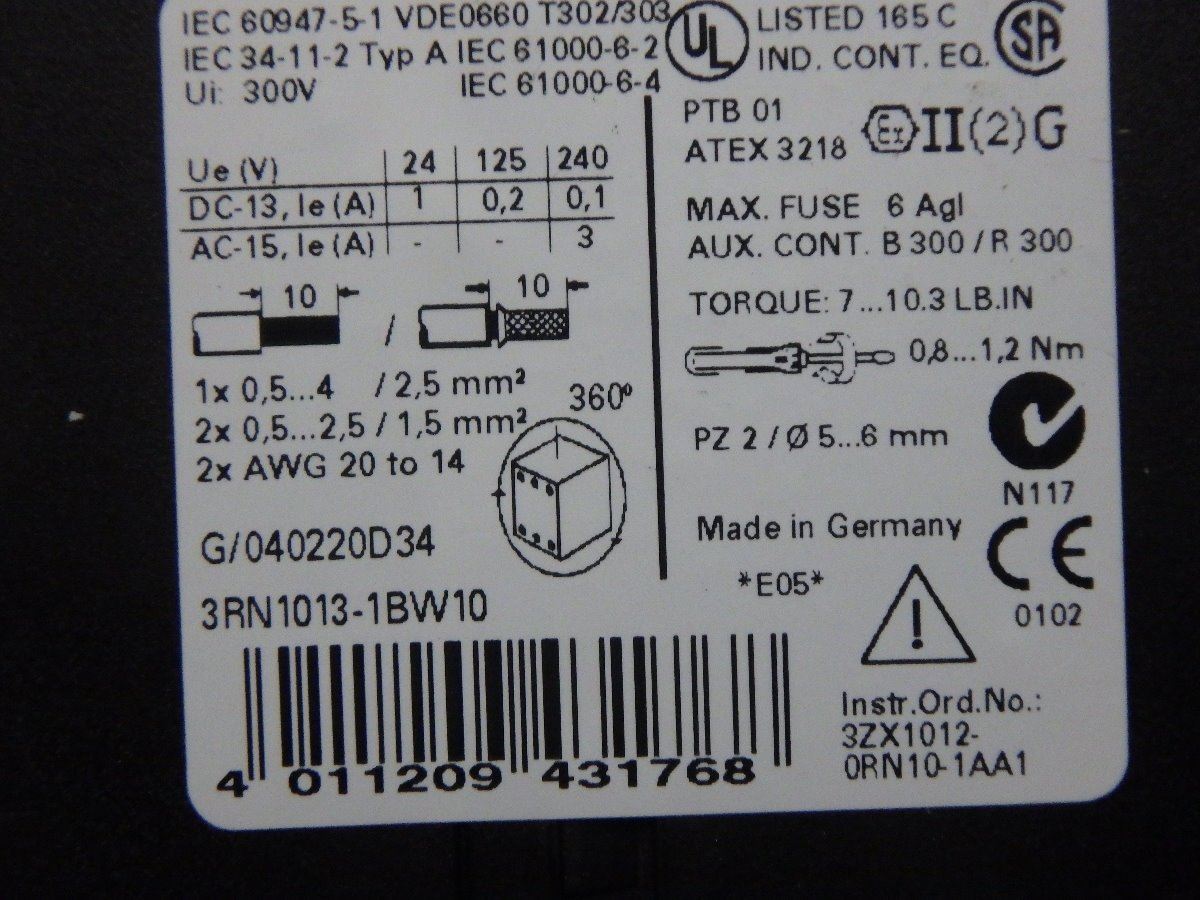 IEC 60947-5-1 VDE0660 T302/303
IEC 34-11-2 Typ A IEC 61000-6-2
Ui: 300V IEC 61000-6-4
Ue (V) 24 125 240
DC-13, Ie (A) 1 0,2 0,1
AC-15, Ie (A) - - 3
10 / 10
1x 0,5...4 / 2,5 mm²
2x 0,5...2,5 / 1,5 mm²
2x AWG 20 to 14
360°
G/040220D34
3RN1013-1BW10
4 011209 431768
UL LISTED 165 C SA
IND. CONT. EQ.
PTB 01
ATEX 3218 Ex II (2) G
MAX. FUSE 6 Agl
AUX. CONT. B 300 / R 300
TORQUE: 7...10.3 LB.IN
0,8...1,2 Nm
PZ 2 / Ø 5...6 mm
N117
Made in Germany
CE
*E05*
0102
!
Instr.Ord.No.:
3ZX1012-
0RN10-1AA1